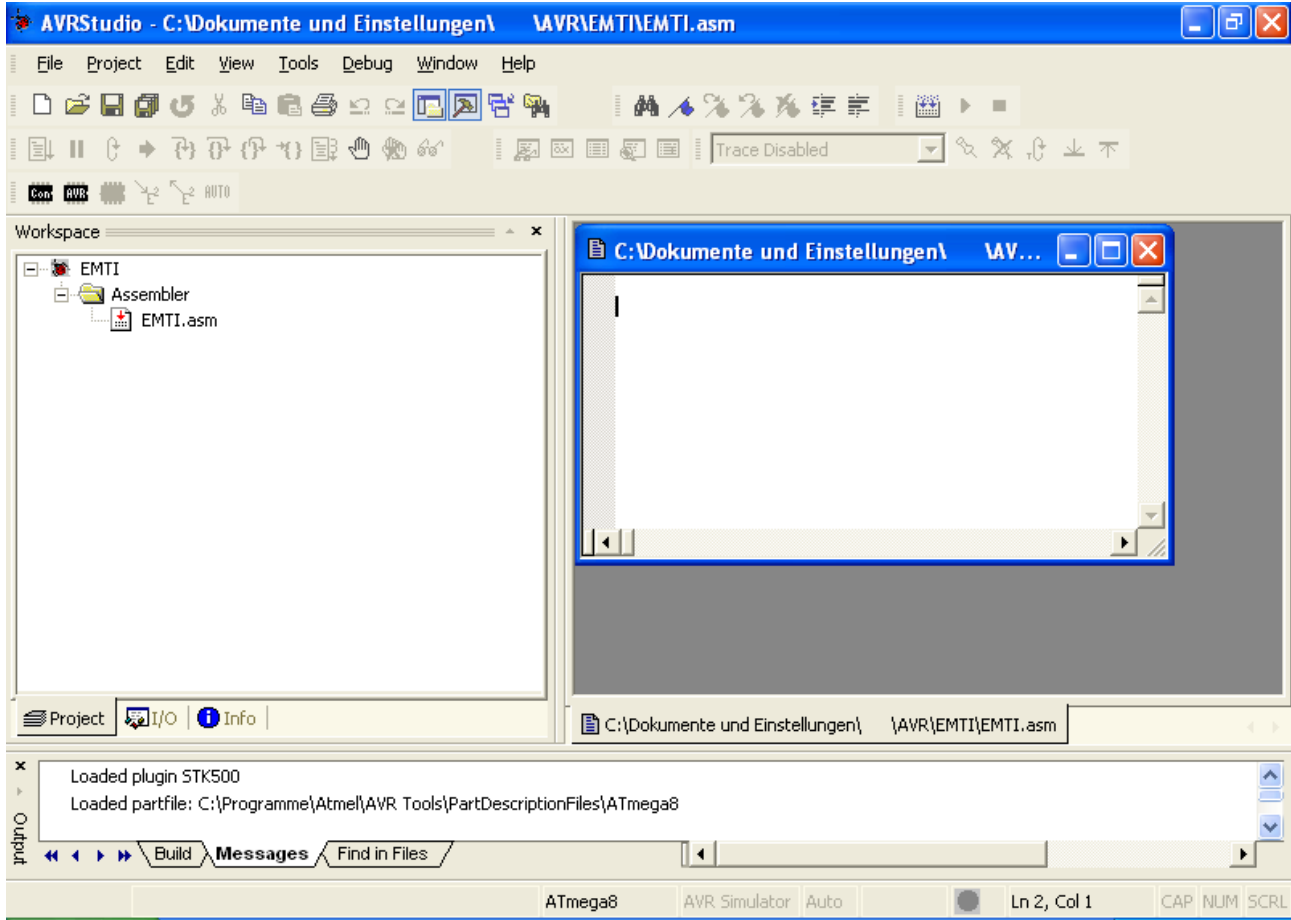 AVRStudio - C:\Dokumente und Einstellungen\ \AVR\EMTI\EMTI.asm
File Project Edit View Tools Debug Window Help
Trace Disabled
Con AVR AUTO
Workspace
EMTI
Assembler
EMTI.asm
C:\Dokumente und Einstellungen\ \AV...
Project I/O Info
C:\Dokumente und Einstellungen\ \AVR\EMTI\EMTI.asm
Output
Loaded plugin STK500
Loaded partfile: C:\Programme\Atmel\AVR Tools\PartDescriptionFiles\ATmega8
Build Messages Find in Files
ATmega8 AVR Simulator Auto Ln 2, Col 1 CAP NUM SCRL